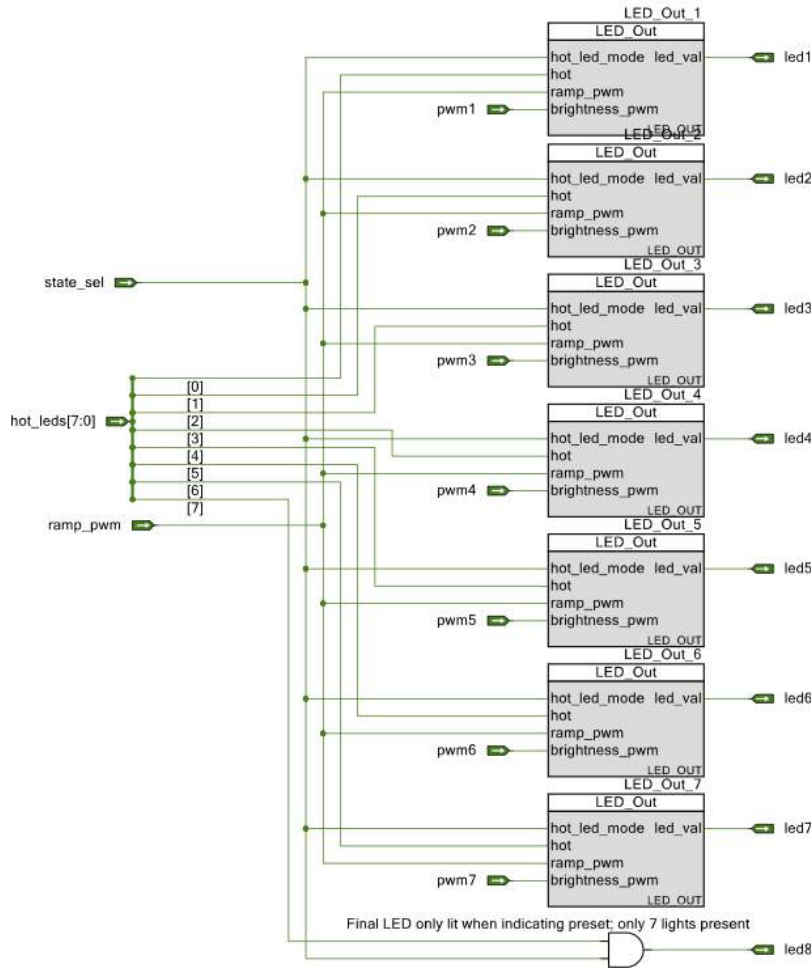 LED_Out_1
LED_Out
hot_led_mode led_val
led1
hot
ramp_pwm
pwm1
brightness_pwm
LED_OUT
LED_Out_2
LED_Out
hot_led_mode led_val
led2
hot
ramp_pwm
pwm2
brightness_pwm
LED_OUT
LED_Out_3
LED_Out
state_sel
hot_led_mode led_val
led3
hot
ramp_pwm
pwm3
brightness_pwm
LED_OUT
hot_leds[7:0]
[0]
[1]
[2]
[3]
[4]
[5]
[6]
[7]
ramp_pwm
LED_Out_4
LED_Out
hot_led_mode led_val
led4
hot
ramp_pwm
pwm4
brightness_pwm
LED_OUT
LED_Out_5
LED_Out
hot_led_mode led_val
led5
hot
ramp_pwm
pwm5
brightness_pwm
LED_OUT
LED_Out_6
LED_Out
hot_led_mode led_val
led6
hot
ramp_pwm
pwm6
brightness_pwm
LED_OUT
LED_Out_7
LED_Out
hot_led_mode led_val
led7
hot
ramp_pwm
pwm7
brightness_pwm
LED_OUT
Final LED only lit when indicating preset; only 7 lights present
led8